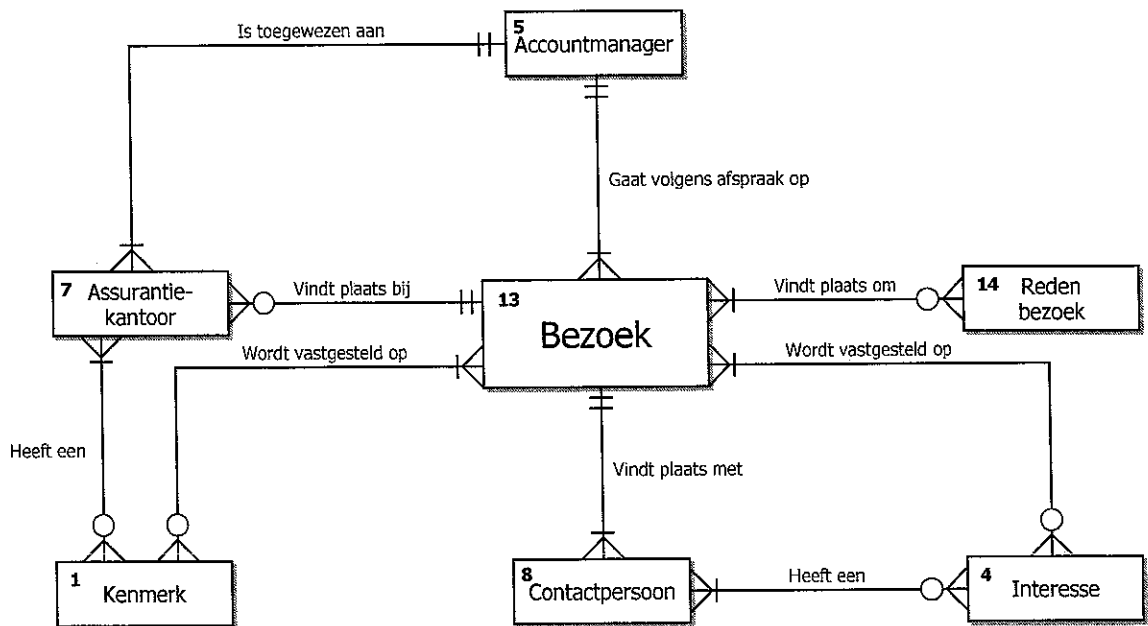 Is toegewezen aan
5
Accountmanager
Gaat volgens afspraak op
7
Assurantie-
kantoor
Vindt plaats bij
13
Bezoek
Vindt plaats om
14
Reden
bezoek
Wordt vastgesteld op
Wordt vastgesteld op
Heeft een
Vindt plaats met
1
Kenmerk
8
Contactpersoon
Heeft een
4
Interesse